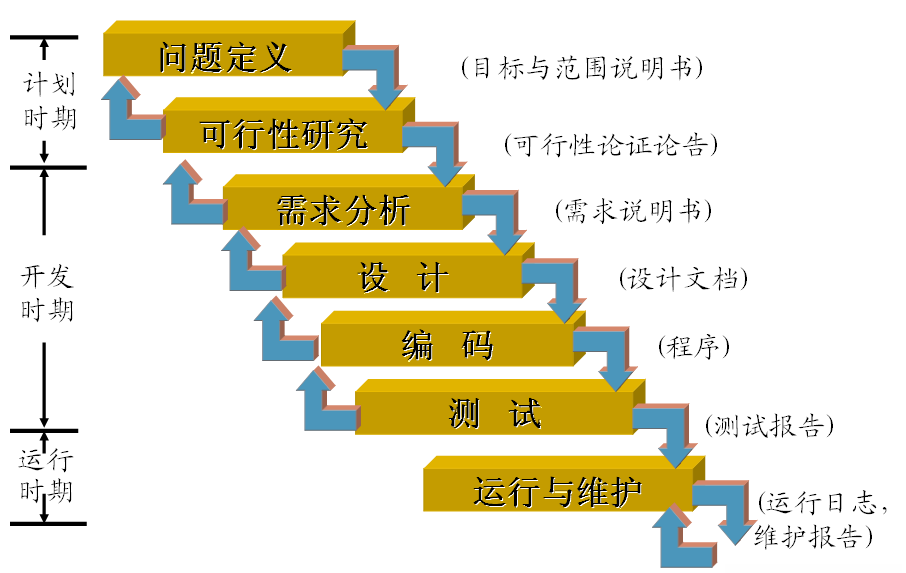 问题定义
(目标与范围说明书)
计划
时期
可行性研究
(可行性论证论告)
需求分析
(需求说明书)
开发
时期
设 计
(设计文档)
编 码
(程序)
测 试
(测试报告)
运行
时期
运行与维护
(运行日志,
维护报告)